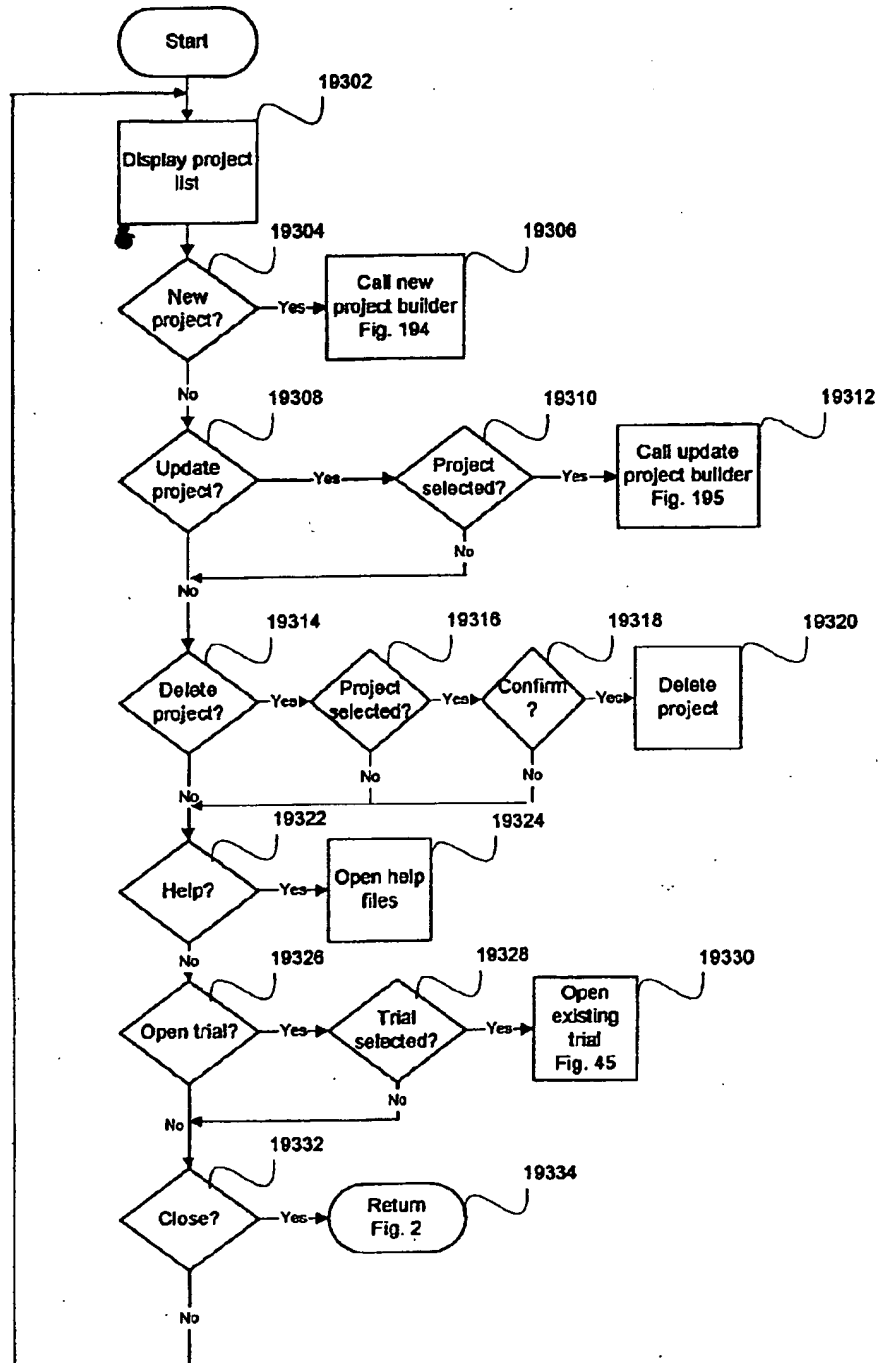 Start
19302
Display project
list
19304
19306
New
project?
Yes
Call new
project builder
Fig. 194
No
19308
19310
19312
Update
project?
Yes
Project
selected?
Yes
Call update
project builder
Fig. 195
No
No
19314
19316
19318
19320
Delete
project?
Yes
Project
selected?
Yes
Confirm
?
Yes
Delete
project
No
No
No
19322
19324
Help?
Yes
Open help
files
No
19326
19328
19330
Open trial?
Yes
Trial
selected?
Yes
Open
existing
trial
Fig. 45
No
No
19332
19334
Close?
Yes
Return
Fig. 2
No